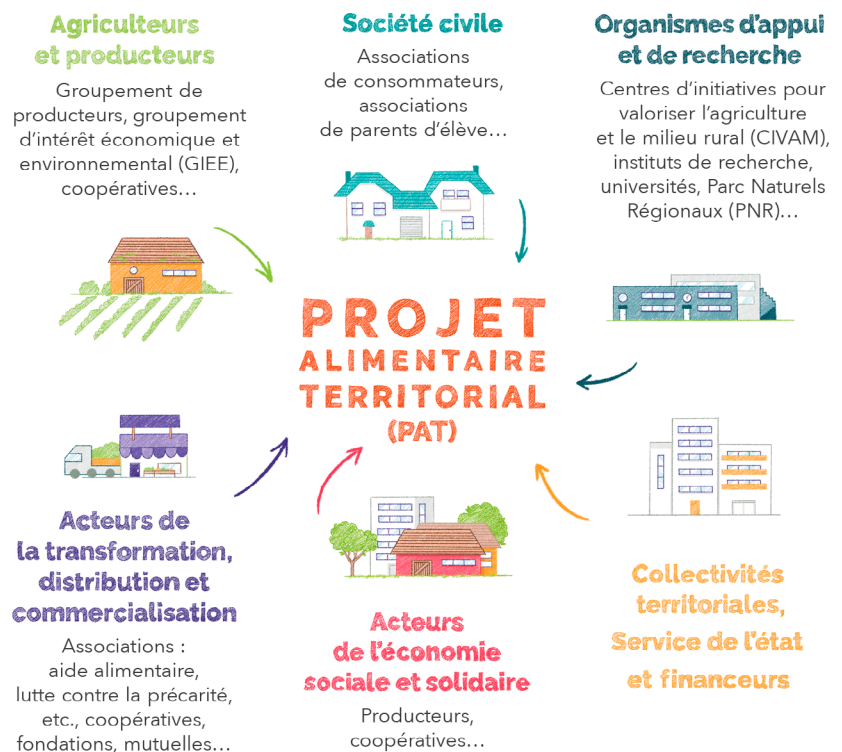 Agriculteurs
et producteurs
Groupement de
producteurs, groupement
d'intérêt économique et
environnemental (GIEE),
coopératives...
Société civile
Associations
de consommateurs,
associations
de parents d'élève...
Organismes d'appui
et de recherche
Centres d'initiatives pour
valoriser l'agriculture
et le milieu rural (CIVAM),
instituts de recherche,
universités, Parc Naturels
Régionaux (PNR)...
PROJET
ALIMENTAIRE
TERRITORIAL
(PAT)
Acteurs de
la transformation,
distribution et
commercialisation
Associations :
aide alimentaire,
lutte contre la précarité,
etc., coopératives,
fondations, mutuelles...
Acteurs
de l'économie
sociale et solidaire
Producteurs,
coopératives...
Collectivités
territoriales,
Service de l'état
et financeurs